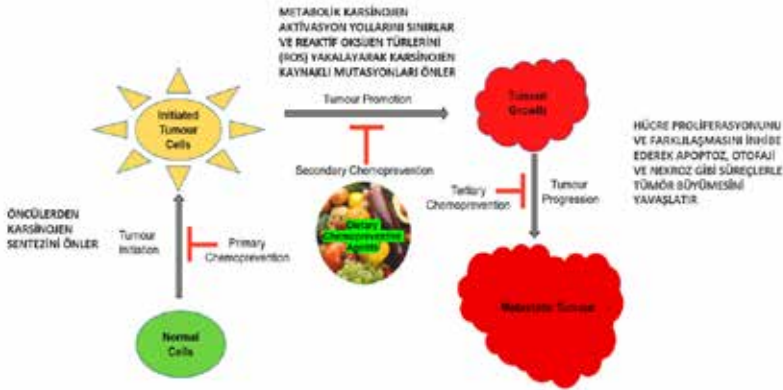 METABOLİK KARSİNOJEN
AKTİVASYON YOLLARINI SINIRLAR
VE REAKTİF OKSİJEN TÜRLERİNİ
(ROS) YAKALAYARAK KARSİNOJEN
KAYNAKLI MUTASYONLARI ÖNLER
Initiated
Tumour
Cells
Tumour Promotion
Tumour
Growth
Secondary Chemoprevention
HÜCRE PROLİFERASYONUNU
VE FARKLILAŞMASINI İNHİBE
EDEREK APOPTOZ, OTOFAJİ
VE NEKROZ GİBİ SÜREÇLERLE
TÜMÖR BÜYÜMESİNİ
YAVAŞLATIR
Tertiary
Chemoprevention
Tumour
Progression
Dietary
Chemopreventive
Agents
ÖNCÜLERDEN
KARSİNOJEN
SENTEZİNİ ÖNLER
Tumour
Initiation
Primary
Chemoprevention
Metastatic Tumour
Normal
Cells